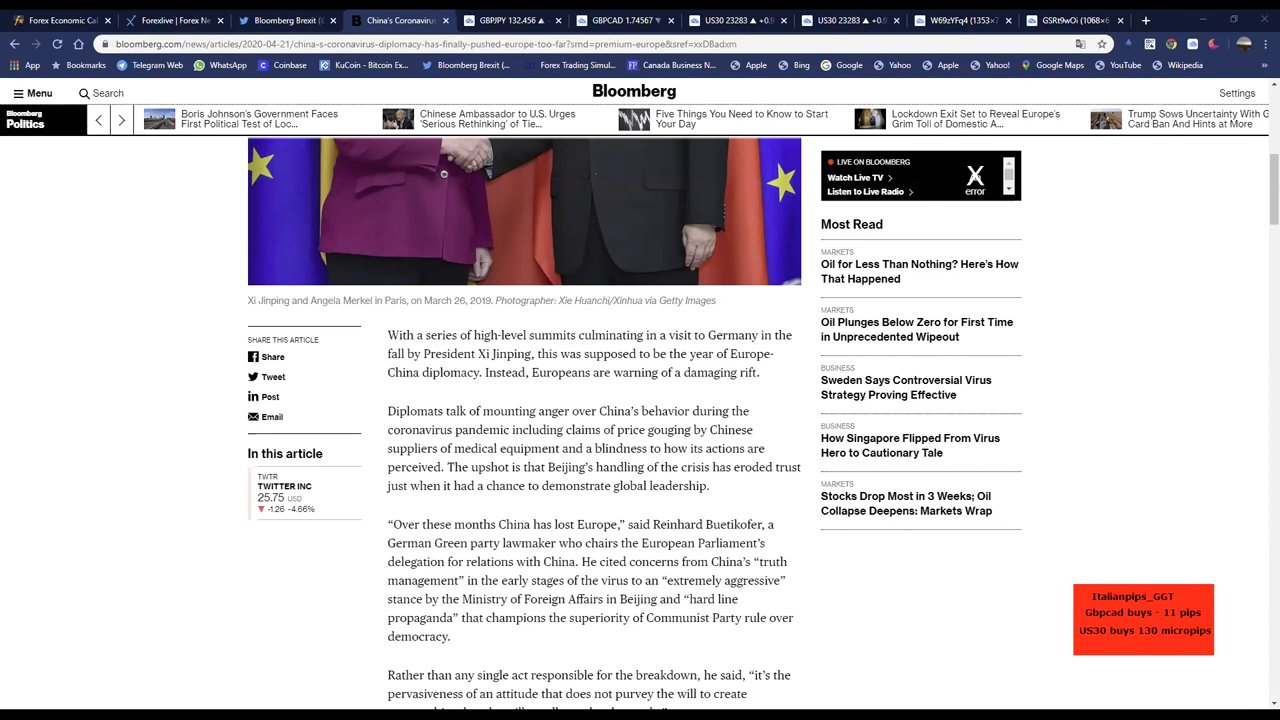 Forex Economic Cal
Forexlive | Forex Ne
Bloomberg Brexit (
China's Coronavirus
GBPJPY 132.456 ▲
GBPCAD 1.74567
US30 23283 ▲ +0.9
US30 23283 ▲ +0.9
W69zYFq4 (1353×7
GSRt9wOi (1068×6
bloomberg.com/news/articles/2020-04-21/china-s-coronavirus-diplomacy-has-finally-pushed-europe-too-far?srnd=premium-europe&sref=xxDBadxm
Apps
Bookmarks
Telegram Web
WhatsApp
Coinbase
KuCoin - Bitcoin Ex...
Bloomberg Brexit (...
Forex Trading Simul...
Canada Business N...
Apple
Bing
Google
Yahoo
Apple
Yahoo!
Google Maps
YouTube
Wikipedia
Menu
Search
Bloomberg
Settings
Bloomberg
Politics
Boris Johnson's Government Faces
First Political Test of Loc...
Chinese Ambassador to U.S. Urges
'Serious Rethinking' of Tie...
Five Things You Need to Know to Start
Your Day
Lockdown Exit Set to Reveal Europe's
Grim Toll of Domestic A...
Trump Sows Uncertainty With G
Card Ban And Hints at More
LIVE ON BLOOMBERG
Watch Live TV
Listen to Live Radio
error
Xi Jinping and Angela Merkel in Paris, on March 26, 2019. Photographer: Xie Huanchi/Xinhua via Getty Images
SHARE THIS ARTICLE
Share
Tweet
Post
Email
In this article
TWTR
TWITTER INC
25.75 USD
▼ -1.26 -4.66%
With a series of high-level summits culminating in a visit to Germany in the
fall by President Xi Jinping, this was supposed to be the year of Europe-
China diplomacy. Instead, Europeans are warning of a damaging rift.
Diplomats talk of mounting anger over China's behavior during the
coronavirus pandemic including claims of price gouging by Chinese
suppliers of medical equipment and a blindness to how its actions are
perceived. The upshot is that Beijing's handling of the crisis has eroded trust
just when it had a chance to demonstrate global leadership.
“Over these months China has lost Europe,” said Reinhard Buetikofer, a
German Green party lawmaker who chairs the European Parliament's
delegation for relations with China. He cited concerns from China's “truth
management” in the early stages of the virus to an “extremely aggressive”
stance by the Ministry of Foreign Affairs in Beijing and “hard line
propaganda” that champions the superiority of Communist Party rule over
democracy.
Rather than any single act responsible for the breakdown, he said, “it's the
pervasiveness of an attitude that does not purvey the will to create
Most Read
MARKETS
Oil for Less Than Nothing? Here's How
That Happened
MARKETS
Oil Plunges Below Zero for First Time
in Unprecedented Wipeout
BUSINESS
Sweden Says Controversial Virus
Strategy Proving Effective
BUSINESS
How Singapore Flipped From Virus
Hero to Cautionary Tale
MARKETS
Stocks Drop Most in 3 Weeks; Oil
Collapse Deepens: Markets Wrap
Italianpips_GGT
Gbpcad buys - 11 pips
US30 buys 130 micropips